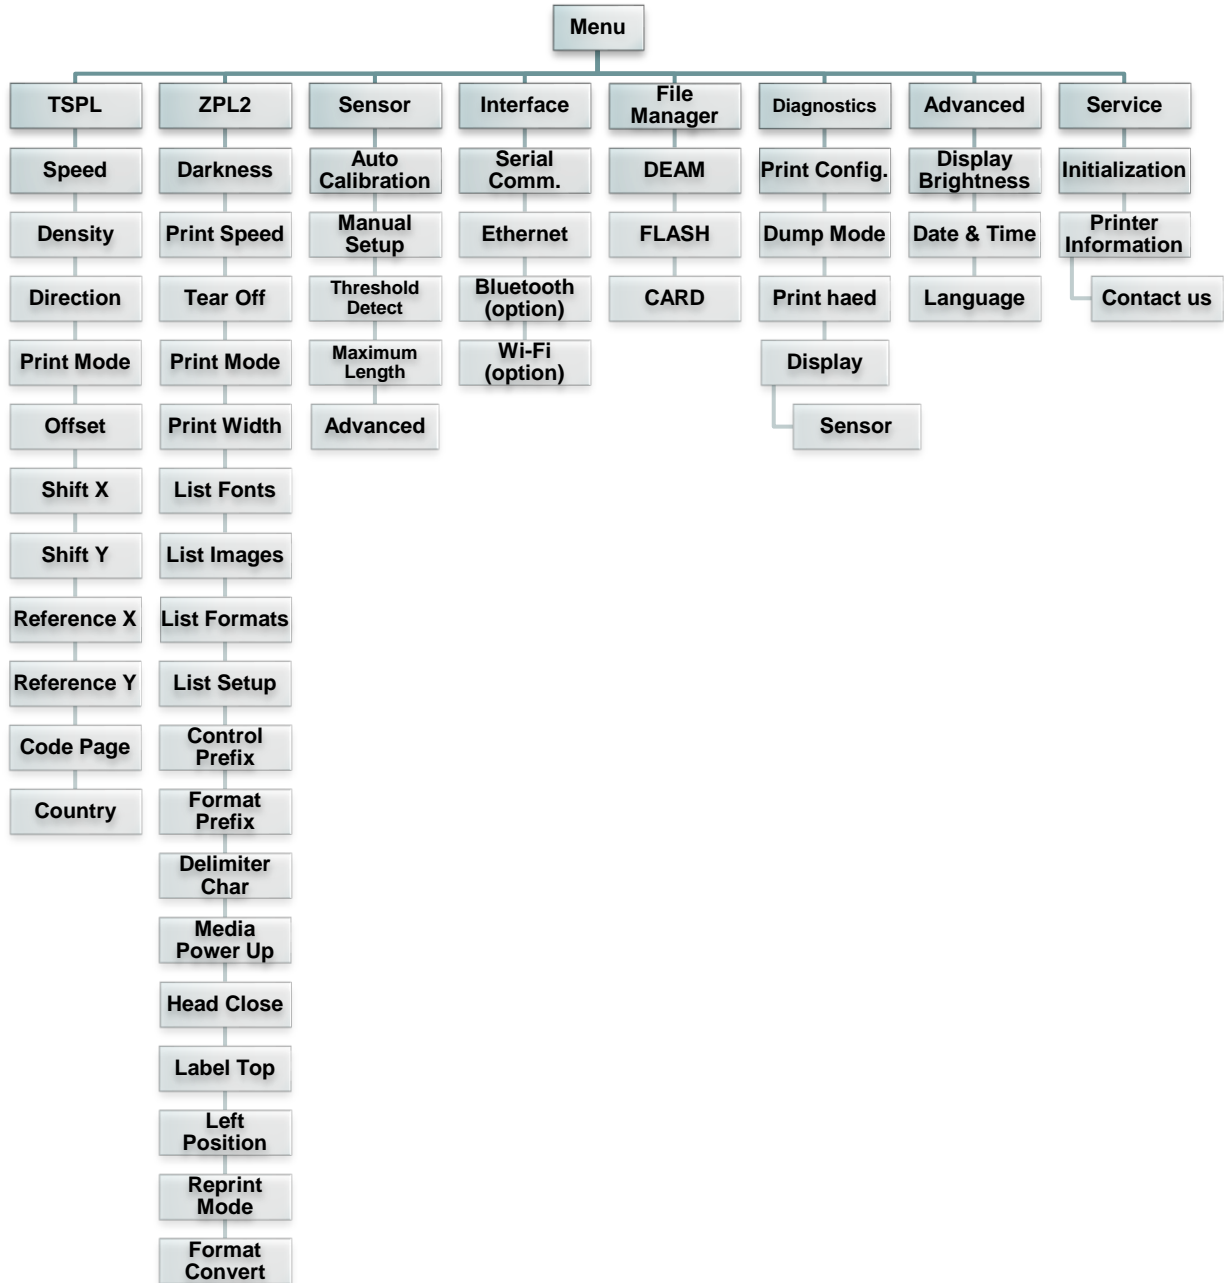 Menu
TSPL
Speed
Density
Direction
Print Mode
Offset
Shift X
Shift Y
Reference X
Reference Y
Code Page
Country
ZPL2
Darkness
Print Speed
Tear Off
Print Mode
Print Width
List Fonts
List Images
List Formats
List Setup
Control
Prefix
Format
Prefix
Delimiter
Char
Media
Power Up
Head Close
Label Top
Left
Position
Reprint
Mode
Format
Convert
Sensor
Auto
Calibration
Manual
Setup
Threshold
Detect
Maximum
Length
Advanced
Interface
Serial
Comm.
Ethernet
Bluetooth
(option)
Wi-Fi
(option)
File
Manager
DEAM
FLASH
CARD
Diagnostics
Print Config.
Dump Mode
Print haed
Display
Sensor
Advanced
Display
Brightness
Date & Time
Language
Service
Initialization
Printer
Information
Contact us